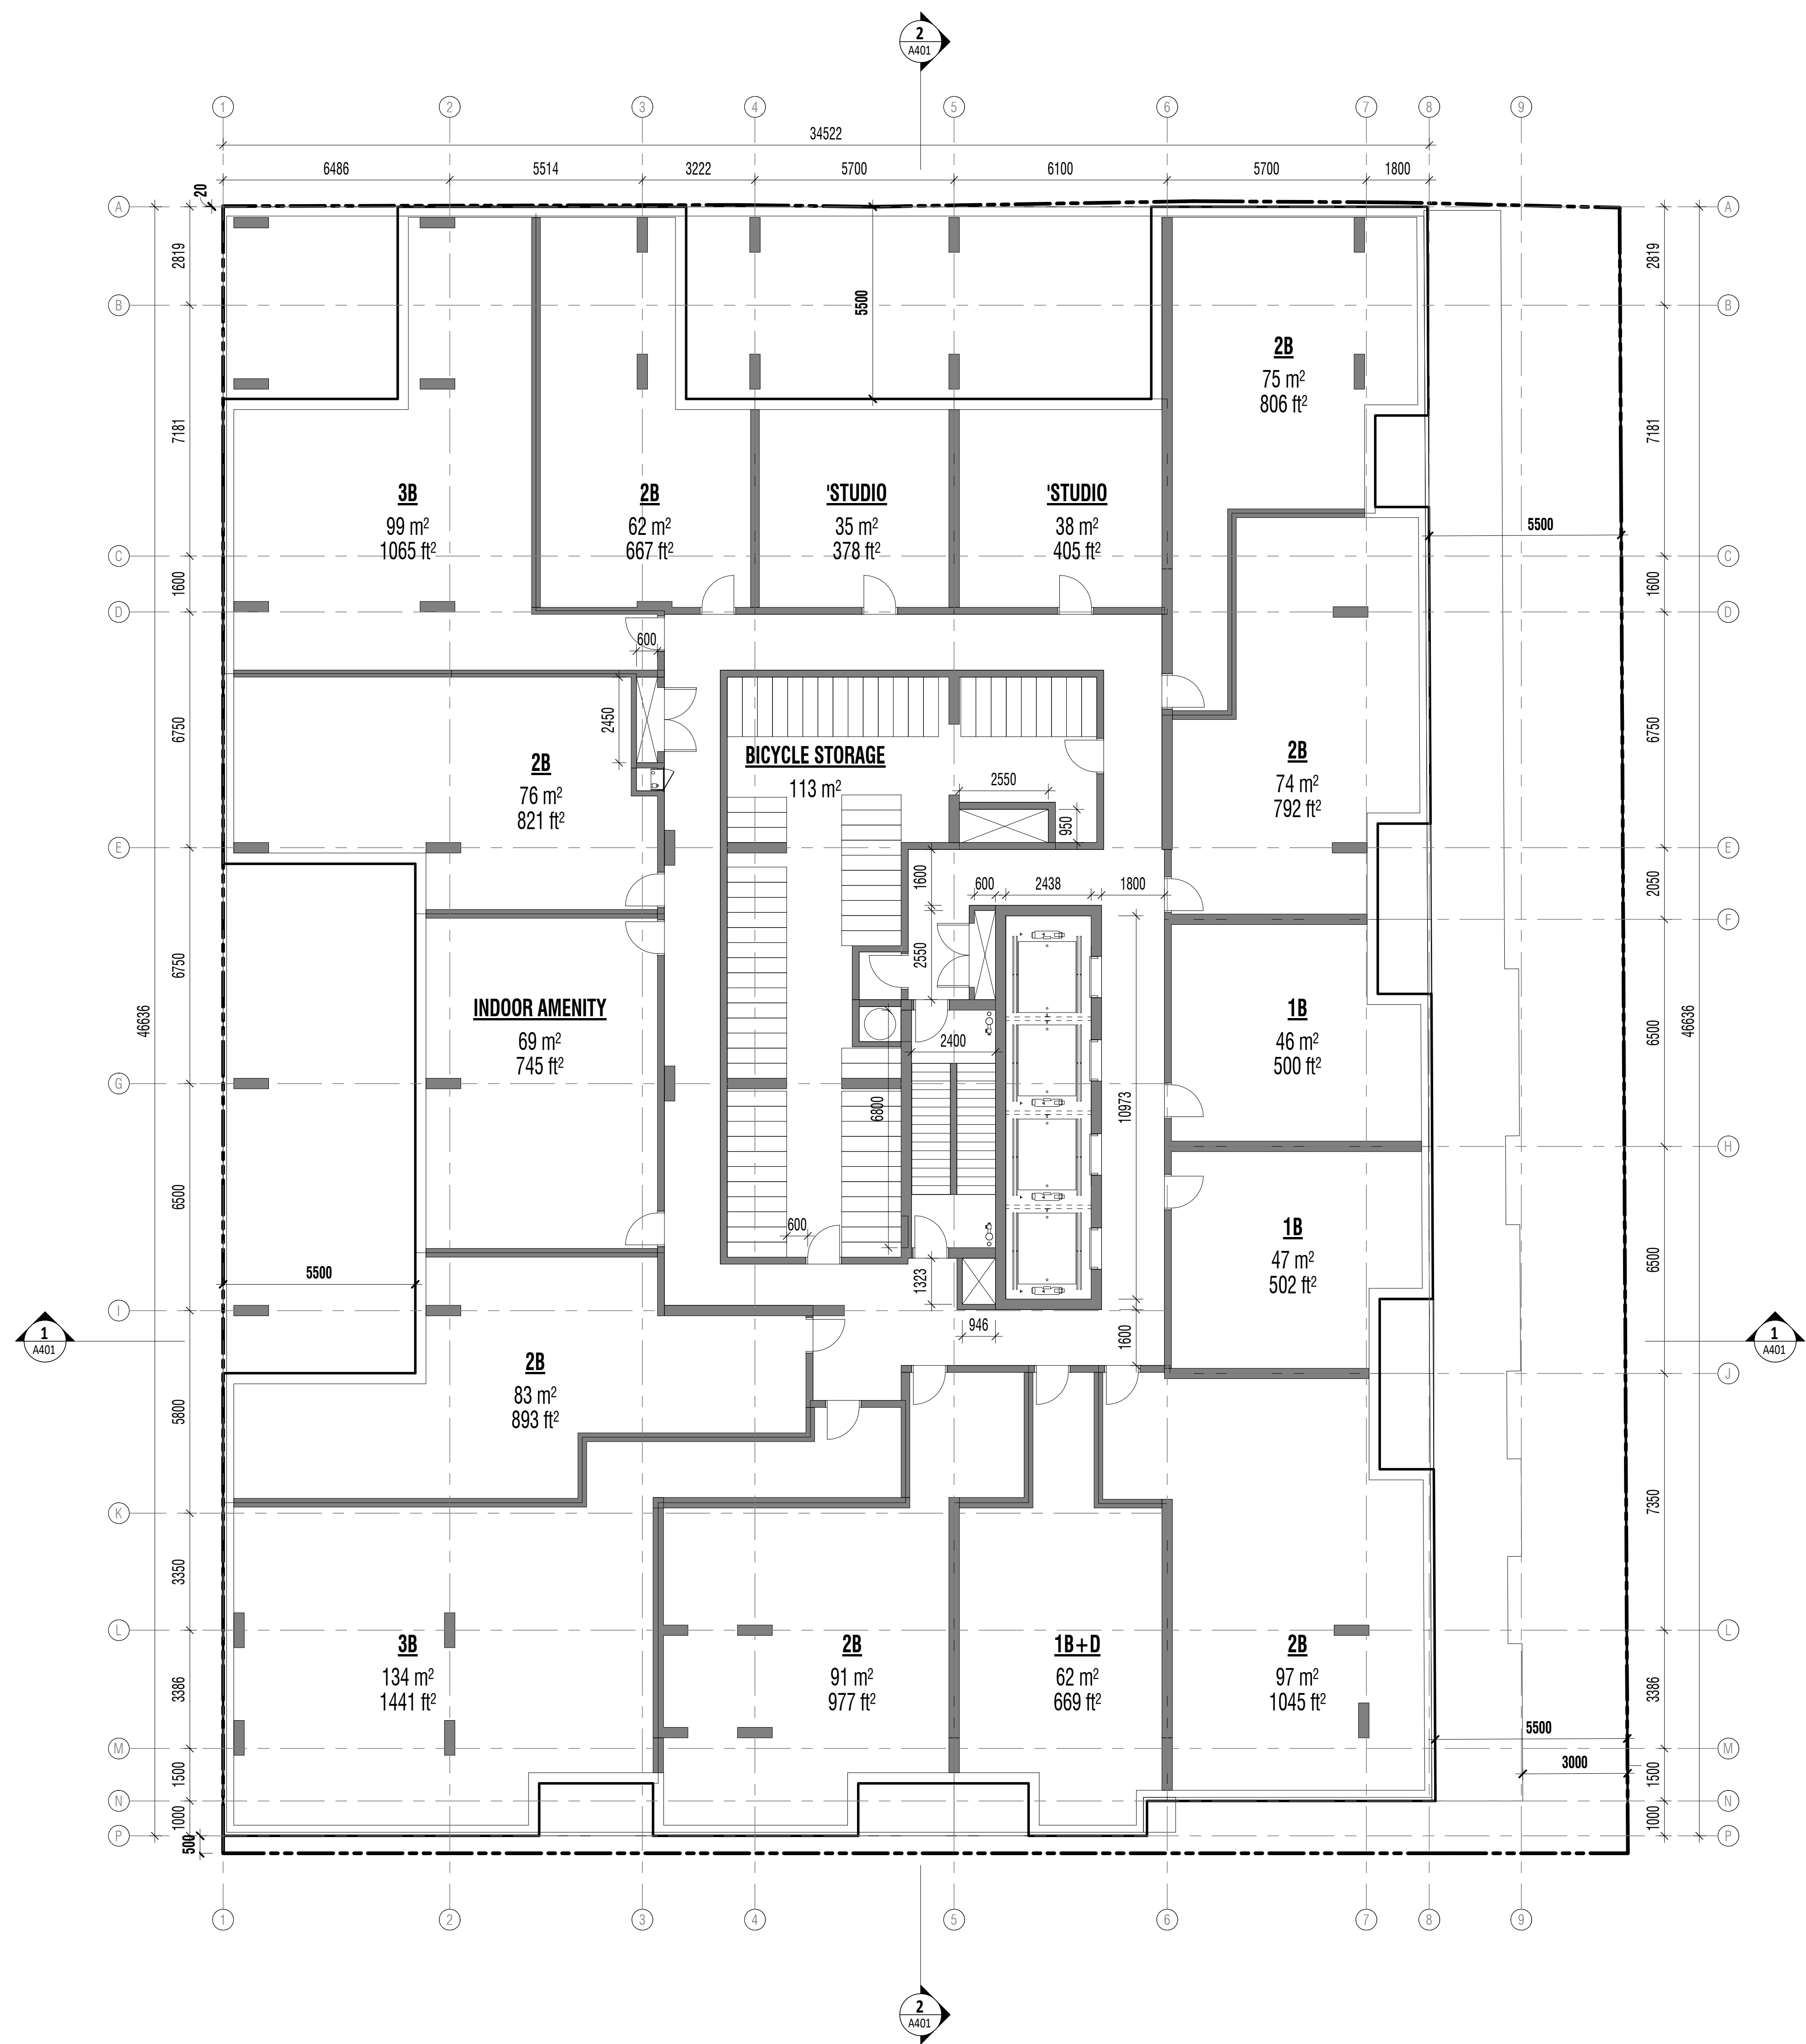 2
A401
1 2 3 4 5 6 7 8 9
34522
6486 5514 3222 5700 6100 5700 1800
20
A A
2819 2819
B B
5500
2B
75 m²
806 ft²
7181 7181
3B
99 m²
1065 ft²
2B
62 m²
667 ft²
'STUDIO
35 m²
378 ft²
'STUDIO
38 m²
405 ft²
5500
C C
1600 1600
D D
600
6750 6750
2450
BICYCLE STORAGE
113 m²
2B
76 m²
821 ft²
2550
950
2B
74 m²
792 ft²
E E
1600
600 2438 1800
2050
F
2550
6750
INDOOR AMENITY
69 m²
745 ft²
1B
46 m²
500 ft²
46636 46636
6500
2400
G
6800
10973
H
6500
600
1B
47 m²
502 ft²
6500
5500
1323
I
946
1600
1
A401
1
A401
J
2B
83 m²
893 ft²
5800
7350
K
3350
L L
3B
134 m²
1441 ft²
2B
91 m²
977 ft²
1B+D
62 m²
669 ft²
2B
97 m²
1045 ft²
3386 3386
5500
M M
3000
1500 1500
N N
1000 1000
P P
500
1 2 3 4 5 6 7 8 9
2
A401